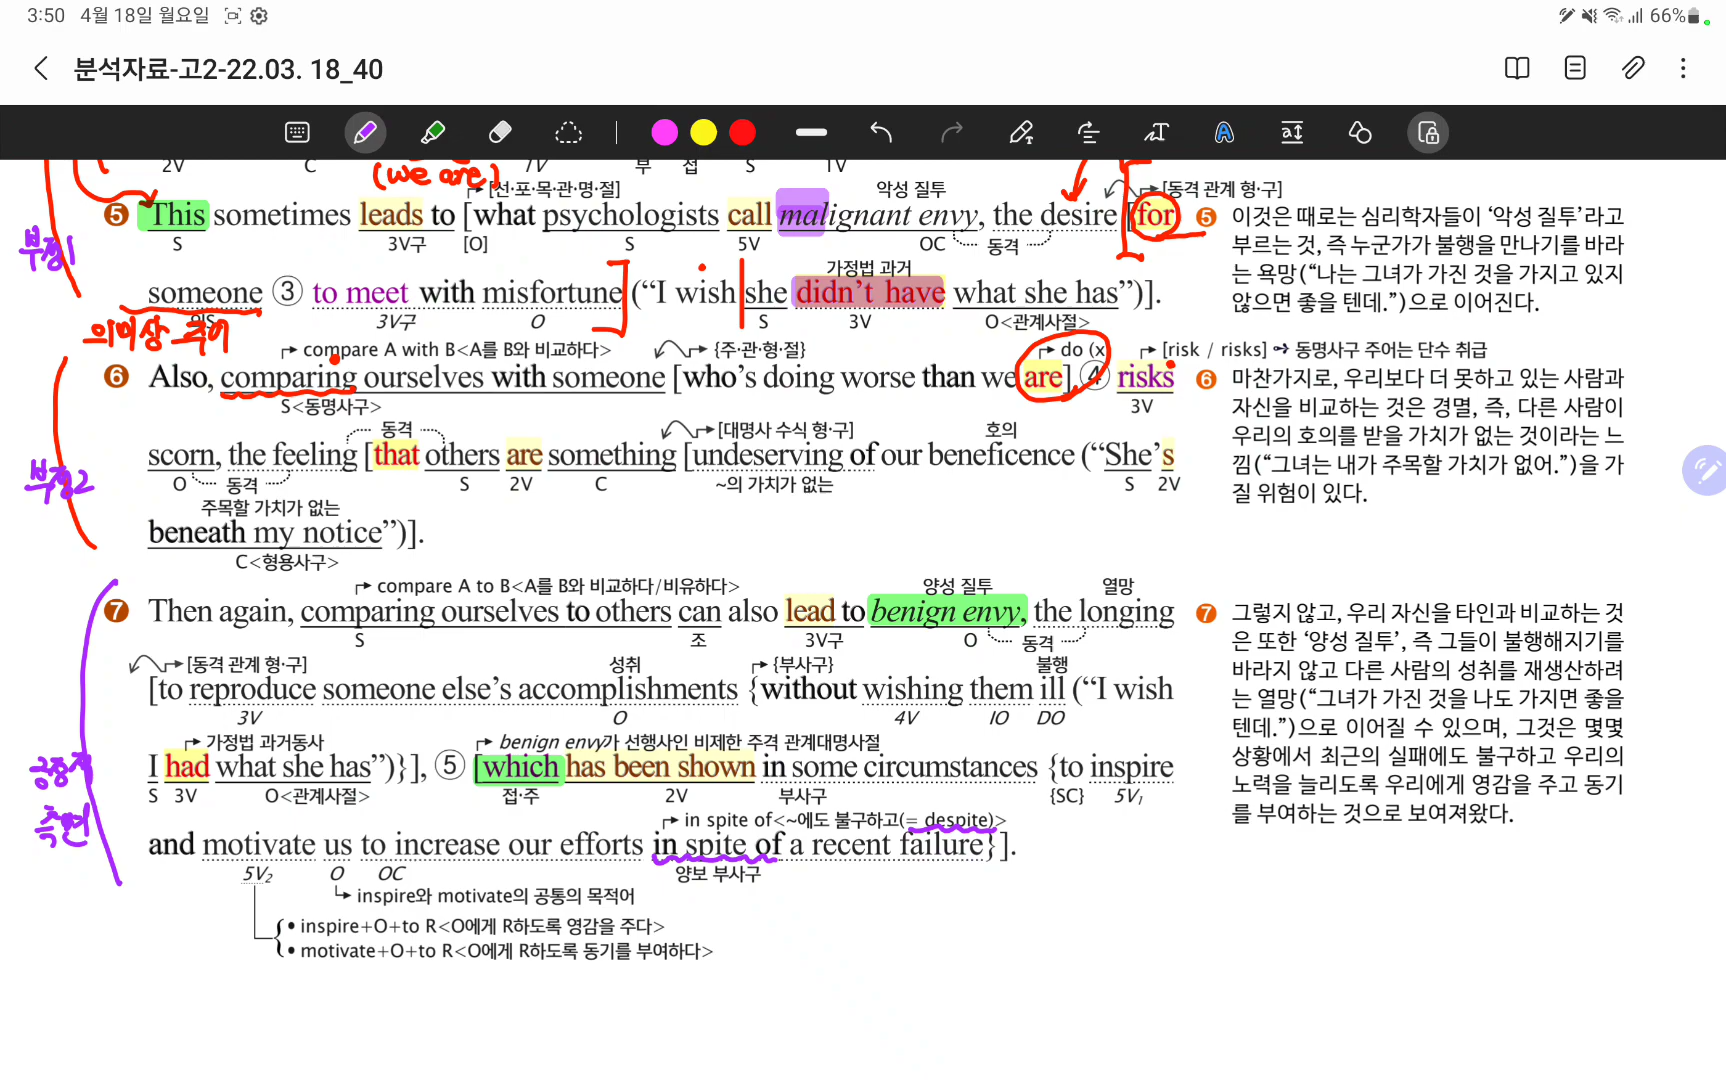 3:50 4월 18일 월요일 66%
분석자료-고2-22.03. 18_40
2V C 부 접 S 1V
(we are)
[선·포·목·관·명·절] 악성 질투 [동격 관계 형·구]
5 This sometimes leads to [what psychologists call malignant envy, the desire [for
S 3V구 [O] S 5V OC 동격
부정1
가정법 과거
someone ③ to meet with misfortune (“I wish she didn’t have what she has”)].
3V구 O S 3V O<관계사절>
의미상 주어
5 이것은 때로는 심리학자들이 ‘악성 질투’라고
부르는 것, 즉 누군가가 불행을 만나기를 바라
는 욕망(“나는 그녀가 가진 것을 가지고 있지
않으면 좋을 텐데.”)으로 이어진다.
compare A with B<A를 B와 비교하다> {주·관·형·절} do (x [risk / risks] 동명사구 주어는 단수 취급
6 Also, comparing ourselves with someone [who’s doing worse than we are] ④ risks
S<동명사구> 3V
동격 [대명사 수식 형·구] 호의
scorn, the feeling [that others are something [undeserving of our beneficence (“She’s
O 동격 S 2V C ~의 가치가 없는 S 2V
부정2
주목할 가치가 없는
beneath my notice”)].
C<형용사구>
6 마찬가지로, 우리보다 더 못하고 있는 사람과
자신을 비교하는 것은 경멸, 즉, 다른 사람이
우리의 호의를 받을 가치가 없는 것이라는 느
낌(“그녀는 내가 주목할 가치가 없어.”)을 가
질 위험이 있다.
compare A to B<A를 B와 비교하다/비유하다> 양성 질투 열망
7 Then again, comparing ourselves to others can also lead to benign envy, the longing
S 조 3V구 O 동격
[동격 관계 형·구] 성취 {부사구} 불행
[to reproduce someone else’s accomplishments {without wishing them ill (“I wish
3V O 4V IO DO
가정법 과거동사 benign envy가 선행사인 비제한 주격 관계대명사절
I had what she has”)}], ⑤ [which has been shown in some circumstances {to inspire
S 3V O<관계사절> 접·주 2V 부사구 {SC} 5V₁
긍정적
측면
in spite of<~에도 불구하고(= despite)>
and motivate us to increase our efforts in spite of a recent failure}].
5V₂ O OC 양보 부사구
inspire와 motivate의 공통의 목적어
• inspire+O+to R<O에게 R하도록 영감을 주다>
• motivate+O+to R<O에게 R하도록 동기를 부여하다>
7 그렇지 않고, 우리 자신을 타인과 비교하는 것
은 또한 ‘양성 질투’, 즉 그들이 불행해지기를
바라지 않고 다른 사람의 성취를 재생산하려
는 열망(“그녀가 가진 것을 나도 가지면 좋을
텐데.”)으로 이어질 수 있으며, 그것은 몇몇
상황에서 최근의 실패에도 불구하고 우리의
노력을 늘리도록 우리에게 영감을 주고 동기
를 부여하는 것으로 보여져왔다.